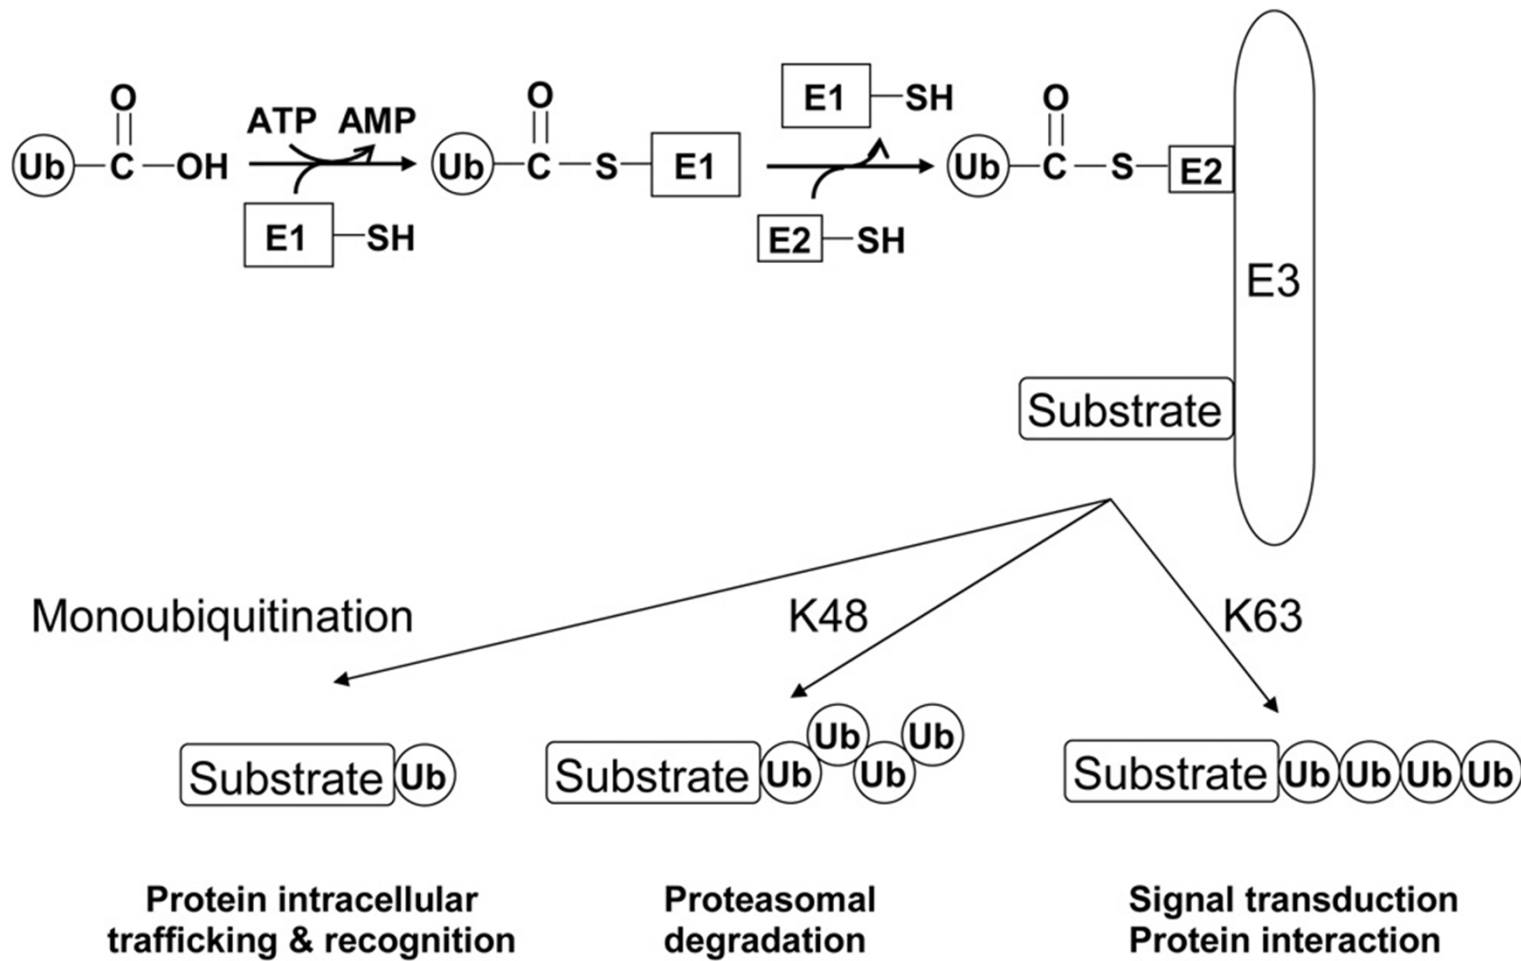 O
Ub C OH
ATP AMP
E1 SH
O
Ub C S E1
E1 SH
E2 SH
O
Ub C S E2
E3
Substrate
Monoubiquitination
K48
K63
Substrate Ub
Substrate Ub Ub Ub Ub
Substrate Ub Ub Ub Ub
Protein intracellular
trafficking & recognition
Proteasomal
degradation
Signal transduction
Protein interaction